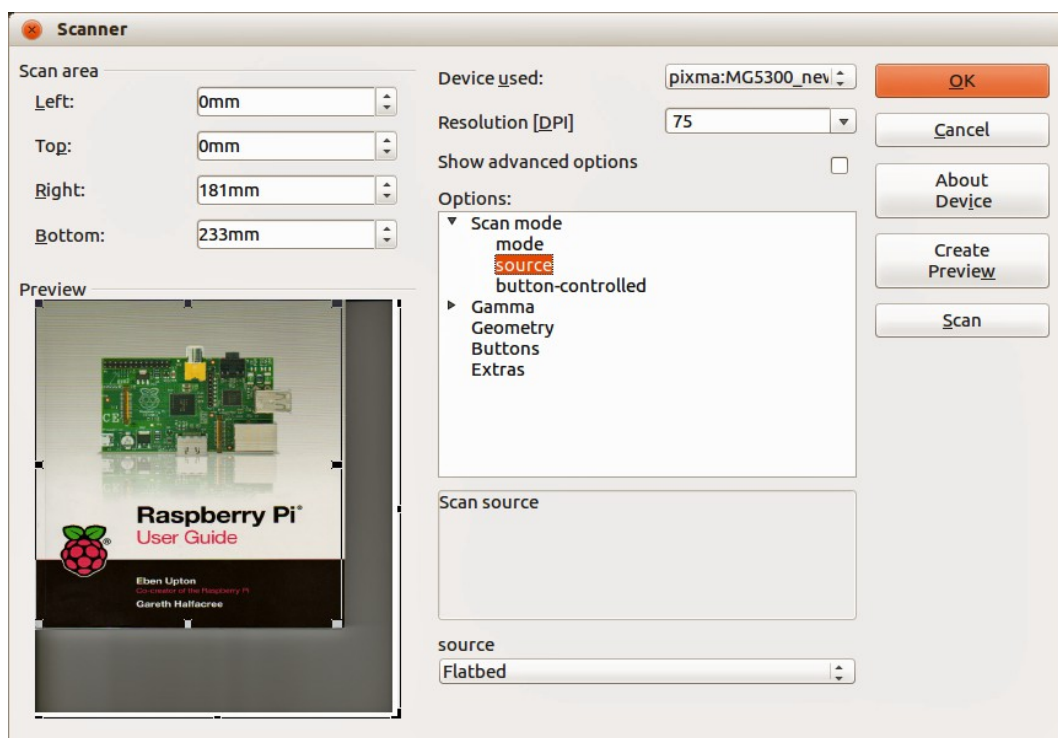 Scanner
Scan area
Left:
0mm
Top:
0mm
Right:
181mm
Bottom:
233mm
Preview
CE
Raspberry Pi®
User Guide
Eben Upton
Co-creator of the Raspberry Pi
Gareth Halfacree
Device used:
pixma:MG5300_nev
Resolution [DPI]
75
Show advanced options
Options:
Scan mode
mode
source
button-controlled
Gamma
Geometry
Buttons
Extras
Scan source
source
Flatbed
OK
Cancel
About
Device
Create
Preview
Scan